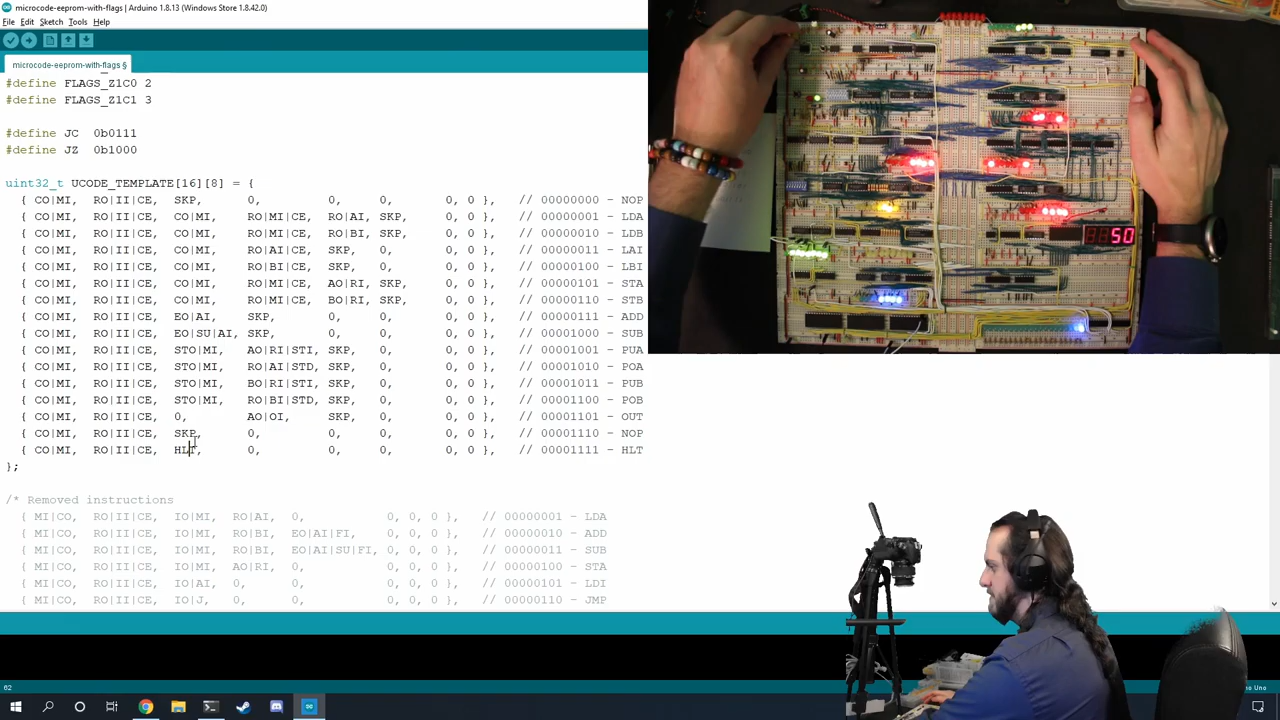 microcode-eeprom-with-flags | Arduino 1.8.13 (Windows Store 1.8.42.0)
File Edit Sketch Tools Help
microcode-eeprom-with-flags §
#define FLAGS_Z1C0 2
#define FLAGS_Z1C1 3
#define JC 0b0111
#define JZ 0b1000
uint32_t UCODE_TEMPLATE[16][8] = {
{ CO|MI, RO|II|CE, SKP, 0, 0, 0, 0, 0 }, // 00000000 - NOP
{ CO|MI, RO|II|CE, CO|MI, RO|MI|CE, RO|AI, SKP, 0, 0 }, // 00000001 - LDA
{ CO|MI, RO|II|CE, CO|MI, RO|MI|CE, RO|BI, SKP, 0, 0 }, // 00000010 - LDB
{ CO|MI, RO|II|CE, CO|MI, RO|AI|CE, SKP, 0, 0, 0 }, // 00000011 - LAI
{ CO|MI, RO|II|CE, CO|MI, RO|BI|CE, SKP, 0, 0, 0 }, // 00000100 - LBI
{ CO|MI, RO|II|CE, CO|MI, RO|MI|CE, AO|RI, SKP, 0, 0 }, // 00000101 - STA
{ CO|MI, RO|II|CE, CO|MI, RO|MI|CE, BO|RI, SKP, 0, 0 }, // 00000110 - STB
{ CO|MI, RO|II|CE, EO|AI, SKP, 0, 0, 0, 0 }, // 00000111 - ADD
{ CO|MI, RO|II|CE, EO|SU|AI, SKP, 0, 0, 0, 0 }, // 00001000 - SUB
{ CO|MI, RO|II|CE, STO|MI, AO|RI|STI, SKP, 0, 0, 0 }, // 00001001 - PUA
{ CO|MI, RO|II|CE, STO|MI, RO|AI|STD, SKP, 0, 0, 0 }, // 00001010 - POA
{ CO|MI, RO|II|CE, STO|MI, BO|RI|STI, SKP, 0, 0, 0 }, // 00001011 - PUB
{ CO|MI, RO|II|CE, STO|MI, RO|BI|STD, SKP, 0, 0, 0 }, // 00001100 - POB
{ CO|MI, RO|II|CE, 0, AO|OI, SKP, 0, 0, 0 }, // 00001101 - OUT
{ CO|MI, RO|II|CE, SKP, 0, 0, 0, 0, 0 }, // 00001110 - NOP
{ CO|MI, RO|II|CE, HLT, 0, 0, 0, 0, 0 }, // 00001111 - HLT
};
/* Removed instructions
{ MI|CO, RO|II|CE, IO|MI, RO|AI, 0, 0, 0, 0 }, // 00000001 - LDA
{ MI|CO, RO|II|CE, IO|MI, RO|BI, EO|AI|FI, 0, 0, 0 }, // 00000010 - ADD
{ MI|CO, RO|II|CE, IO|MI, RO|BI, EO|AI|SU|FI, 0, 0, 0 }, // 00000011 - SUB
{ MI|CO, RO|II|CE, IO|MI, AO|RI, 0, 0, 0, 0 }, // 00000100 - STA
{ MI|CO, RO|II|CE, IO|AI, 0, 0, 0, 0, 0 }, // 00000101 - LDI
{ MI|CO, RO|II|CE, IO|J, 0, 0, 0, 0, 0 }, // 00000110 - JMP
50
62
no Uno